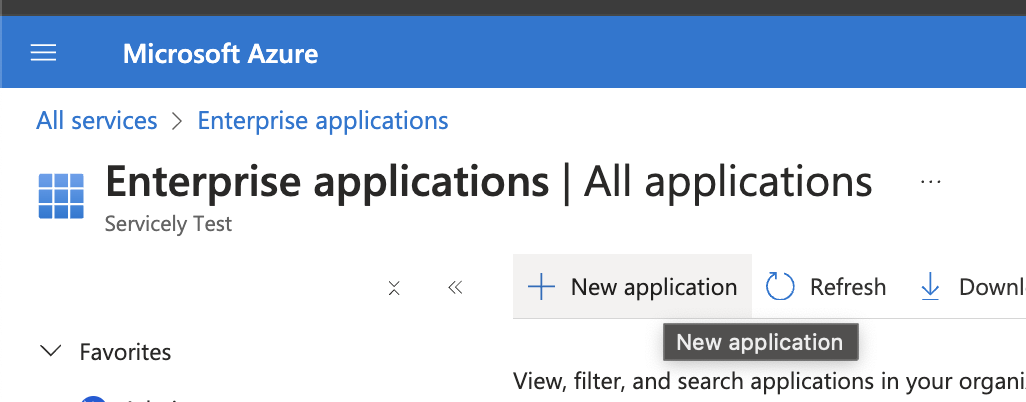 Microsoft Azure
All services > Enterprise applications
Enterprise applications | All applications ...
Servicely Test
New application Refresh
New application
Favorites
View, filter, and search applications in your